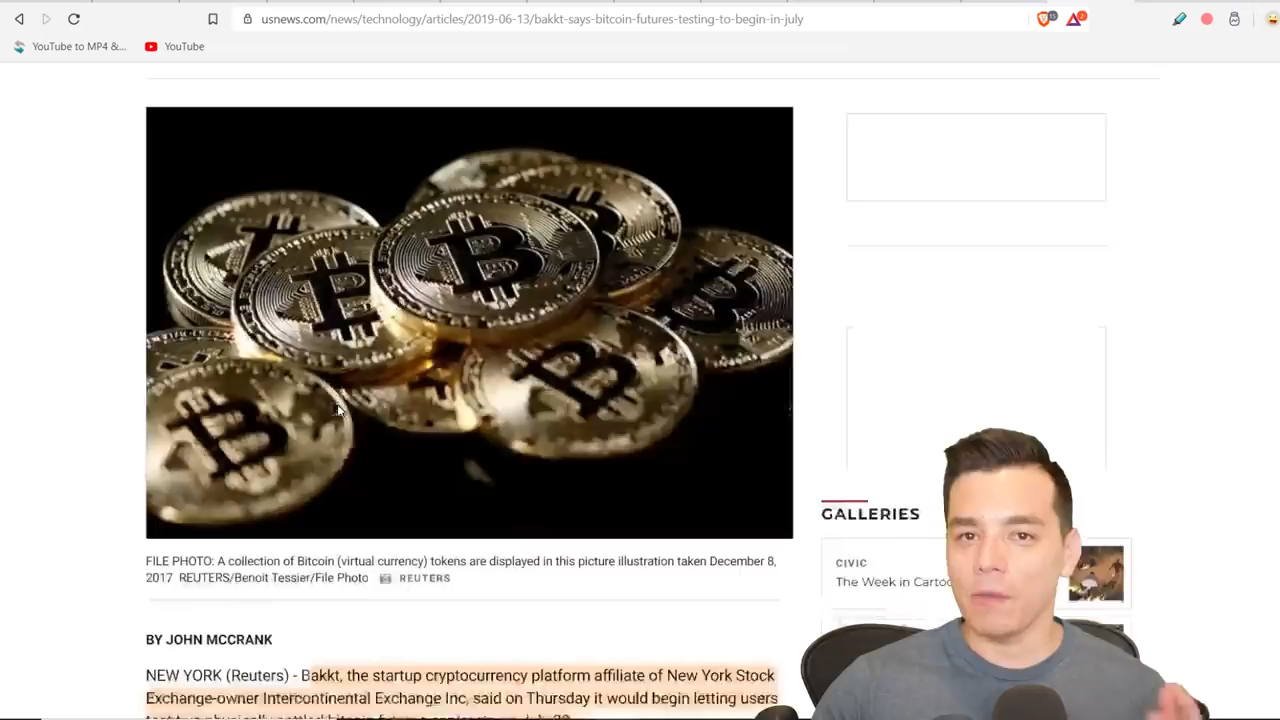 usnews.com/news/technology/articles/2019-06-13/bakkt-says-bitcoin-futures-testing-to-begin-in-july
15
2
YouTube to MP4 &...
YouTube
FILE PHOTO: A collection of Bitcoin (virtual currency) tokens are displayed in this picture illustration taken December 8,
2017 REUTERS/Benoit Tessier/File Photo
REUTERS
GALLERIES
CIVIC
The Week in Cartoo
BY JOHN MCCRANK
NEW YORK (Reuters) - Bakkt, the startup cryptocurrency platform affiliate of New York Stock
Exchange-owner Intercontinental Exchange Inc, said on Thursday it would begin letting users